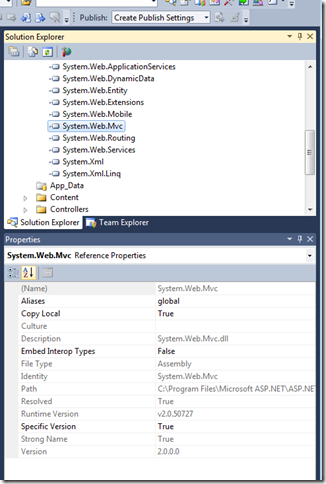 Publish: Create Publish Settings
Solution Explorer
System.Web.ApplicationServices
System.Web.DynamicData
System.Web.Entity
System.Web.Extensions
System.Web.Mobile
System.Web.Mvc
System.Web.Routing
System.Web.Services
System.Xml
System.Xml.Linq
App_Data
Content
Controllers
Solution Explorer Team Explorer
Properties
System.Web.Mvc Reference Properties
(Name) System.Web.Mvc
Aliases global
Copy Local True
Culture
Description System.Web.Mvc.dll
Embed Interop Types False
File Type Assembly
Identity System.Web.Mvc
Path C:\Program Files\Microsoft ASP.NET\ASP.NE
Resolved True
Runtime Version v2.0.50727
Specific Version True
Strong Name True
Version 2.0.0.0